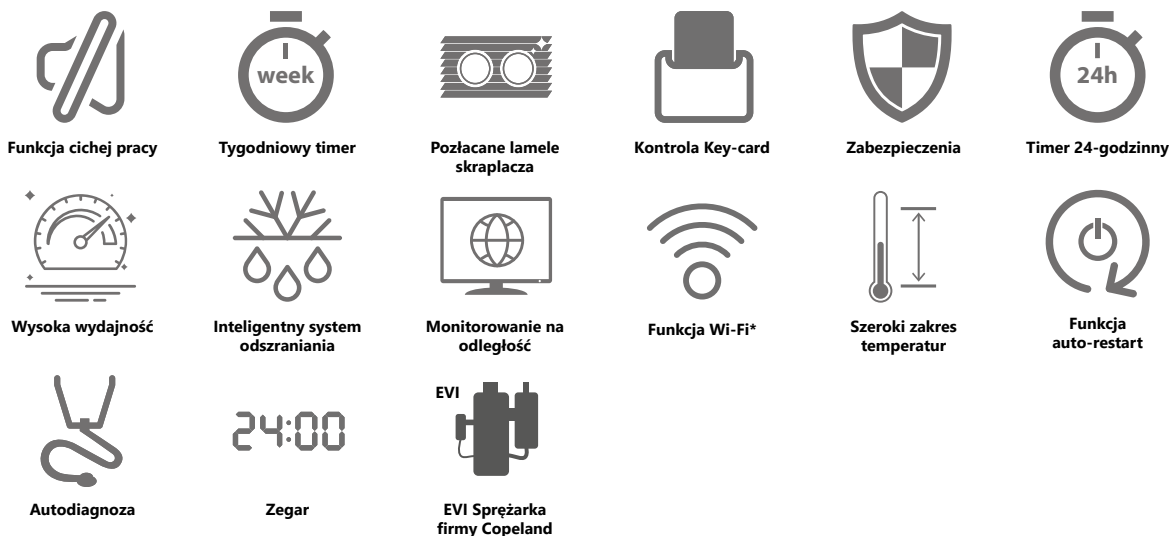 week
24h
Funkcja cichej pracy
Tygodniowy timer
Pozłacane lamele
skraplacza
Kontrola Key-card
Zabezpieczenia
Timer 24-godzinny
Wysoka wydajność
Inteligentny system
odszraniania
Monitorowanie na
odległość
Funkcja Wi-Fi*
Szeroki zakres
temperatur
Funkcja
auto-restart
EVI
24:00
Autodiagnoza
Zegar
EVI Sprężarka
firmy Copeland